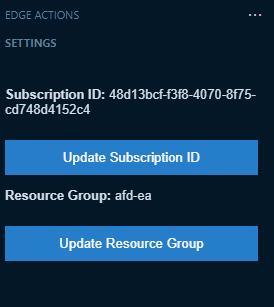 EDGE ACTIONS
SETTINGS
Subscription ID: 48d13bcf-f3f8-4070-8f75-
cd748d4152c4
Update Subscription ID
Resource Group: afd-ea
Update Resource Group